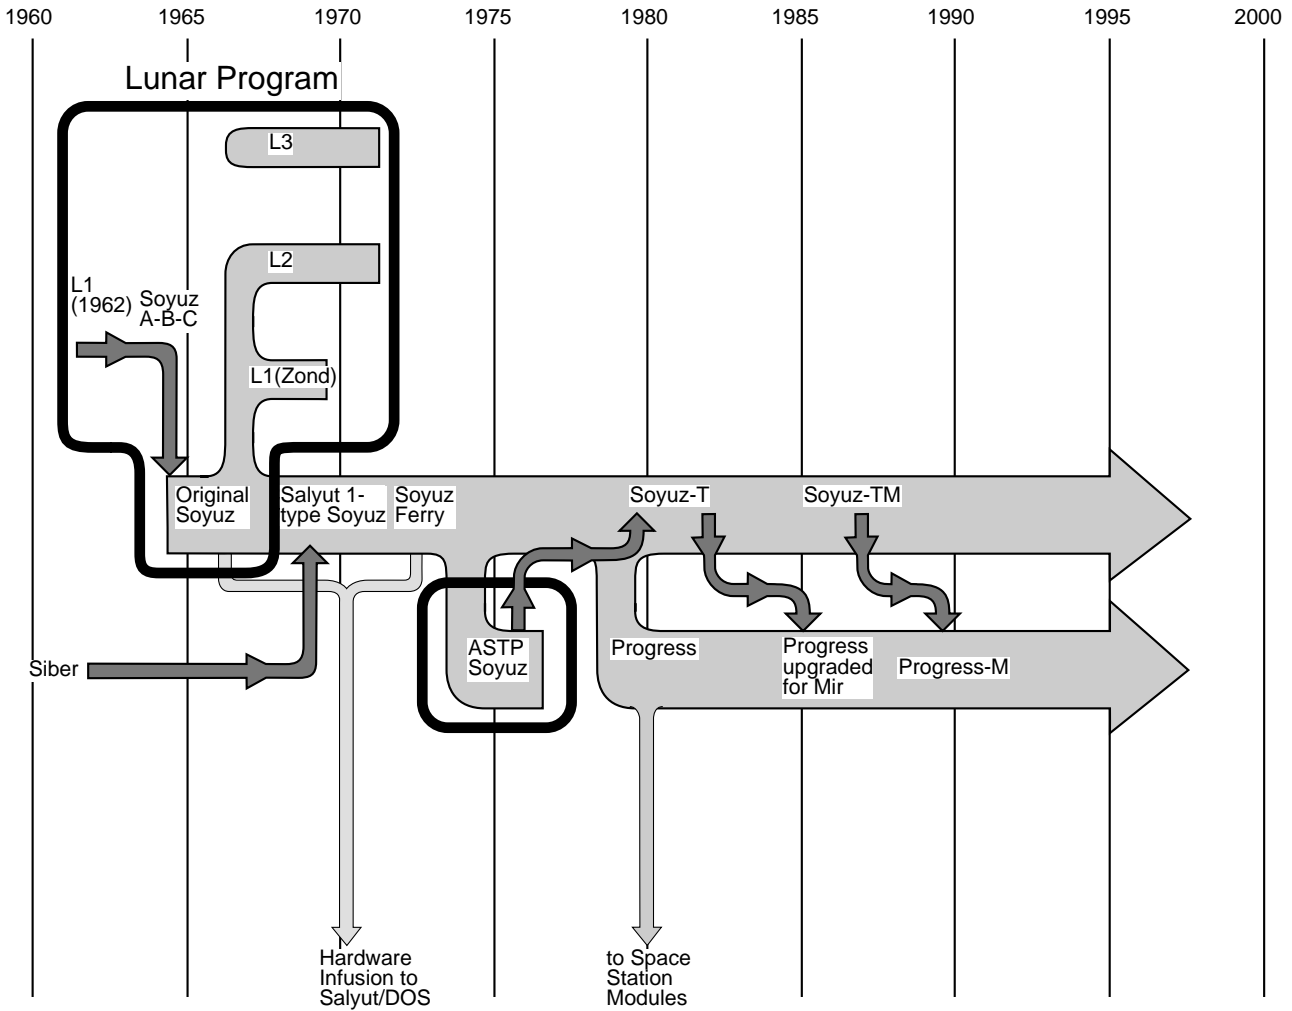 1960 1965 1970 1975 1980 1985 1990 1995 2000
Lunar Program
L3
L2
L1
(1962)
Soyuz
A-B-C
L1(Zond)
Original
Soyuz
Salyut 1-
type Soyuz
Soyuz
Ferry
Soyuz-T
Soyuz-TM
Siber
ASTP
Soyuz
Progress
Progress
upgraded
for Mir
Progress-M
Hardware
Infusion to
Salyut/DOS
to Space
Station
Modules